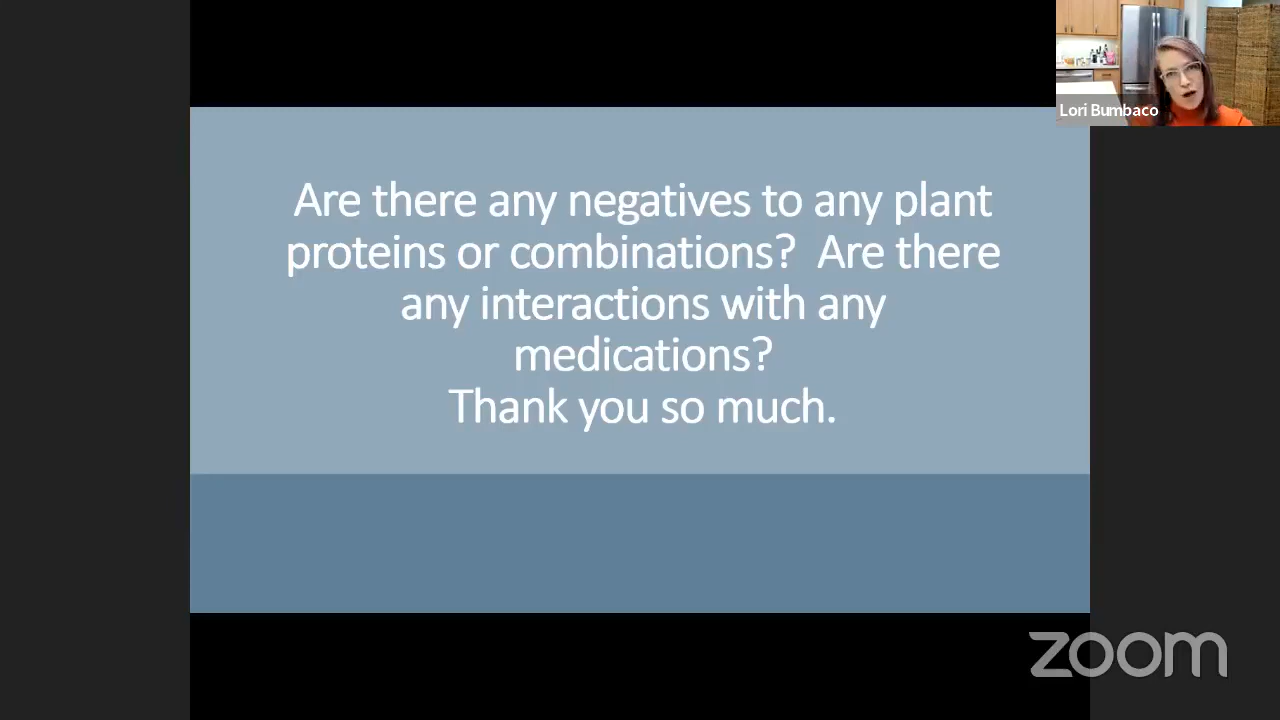 Lori Bumbaco
Are there any negatives to any plant
proteins or combinations?  Are there
any interactions with any
medications?
Thank you so much.
zoom